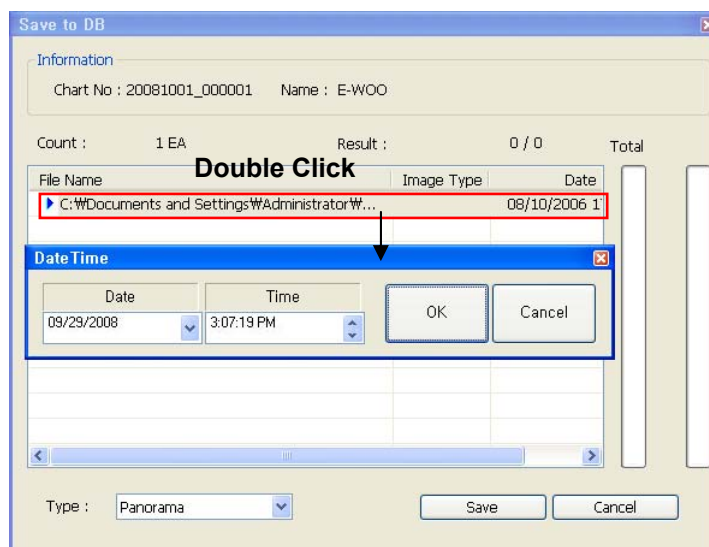 Save to DB
Information
Chart No : 20081001_000001 Name : E-WOO
Count : 1 EA Result : 0 / 0 Total
Double Click
File Name Image Type Date
C:₩Documents and Settings₩Administrator₩... 08/10/2006 1
DateTime
Date Time
09/29/2008 3:07:19 PM OK Cancel
Type : Panorama Save Cancel